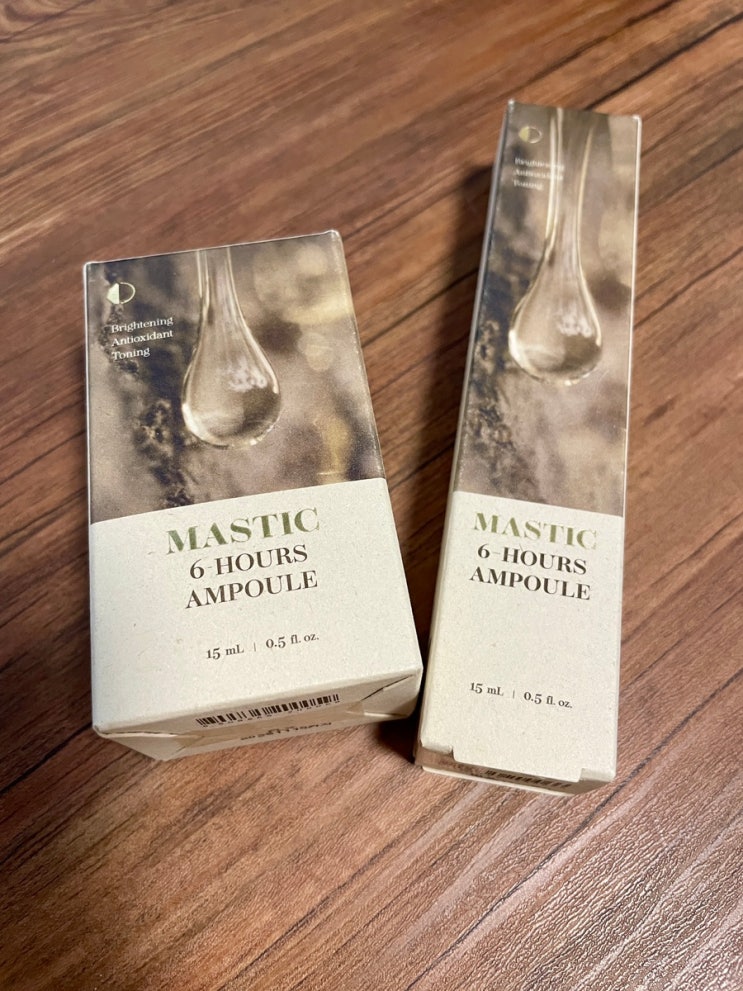 Brightening
Antioxidant
Toning
MASTIC
6-HOURS
AMPOULE
15 mL | 0.5 fl. oz.
Brightening
Antioxidant
Toning
MASTIC
6-HOURS
AMPOULE
15 mL | 0.5 fl. oz.